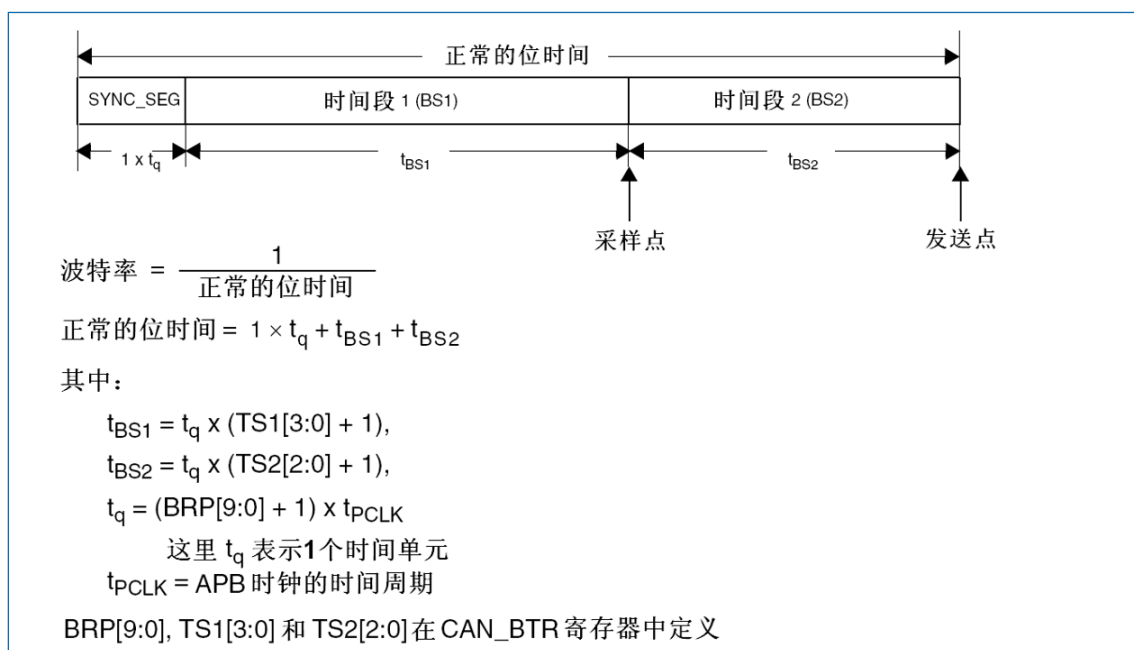 正常的位时间
SYNC_SEG 时间段 1 (BS1) 时间段 2 (BS2)
1 x tq tBS1 tBS2
采样点 发送点
波特率 = 1 / 正常的位时间
正常的位时间 = 1 × tq + tBS1 + tBS2
其中：
tBS1 = tq x (TS1[3:0] + 1),
tBS2 = tq x (TS2[2:0] + 1),
tq = (BRP[9:0] + 1) x tPCLK
这里 tq 表示1个时间单元
tPCLK = APB 时钟的时间周期
BRP[9:0], TS1[3:0] 和 TS2[2:0] 在 CAN_BTR 寄存器中定义